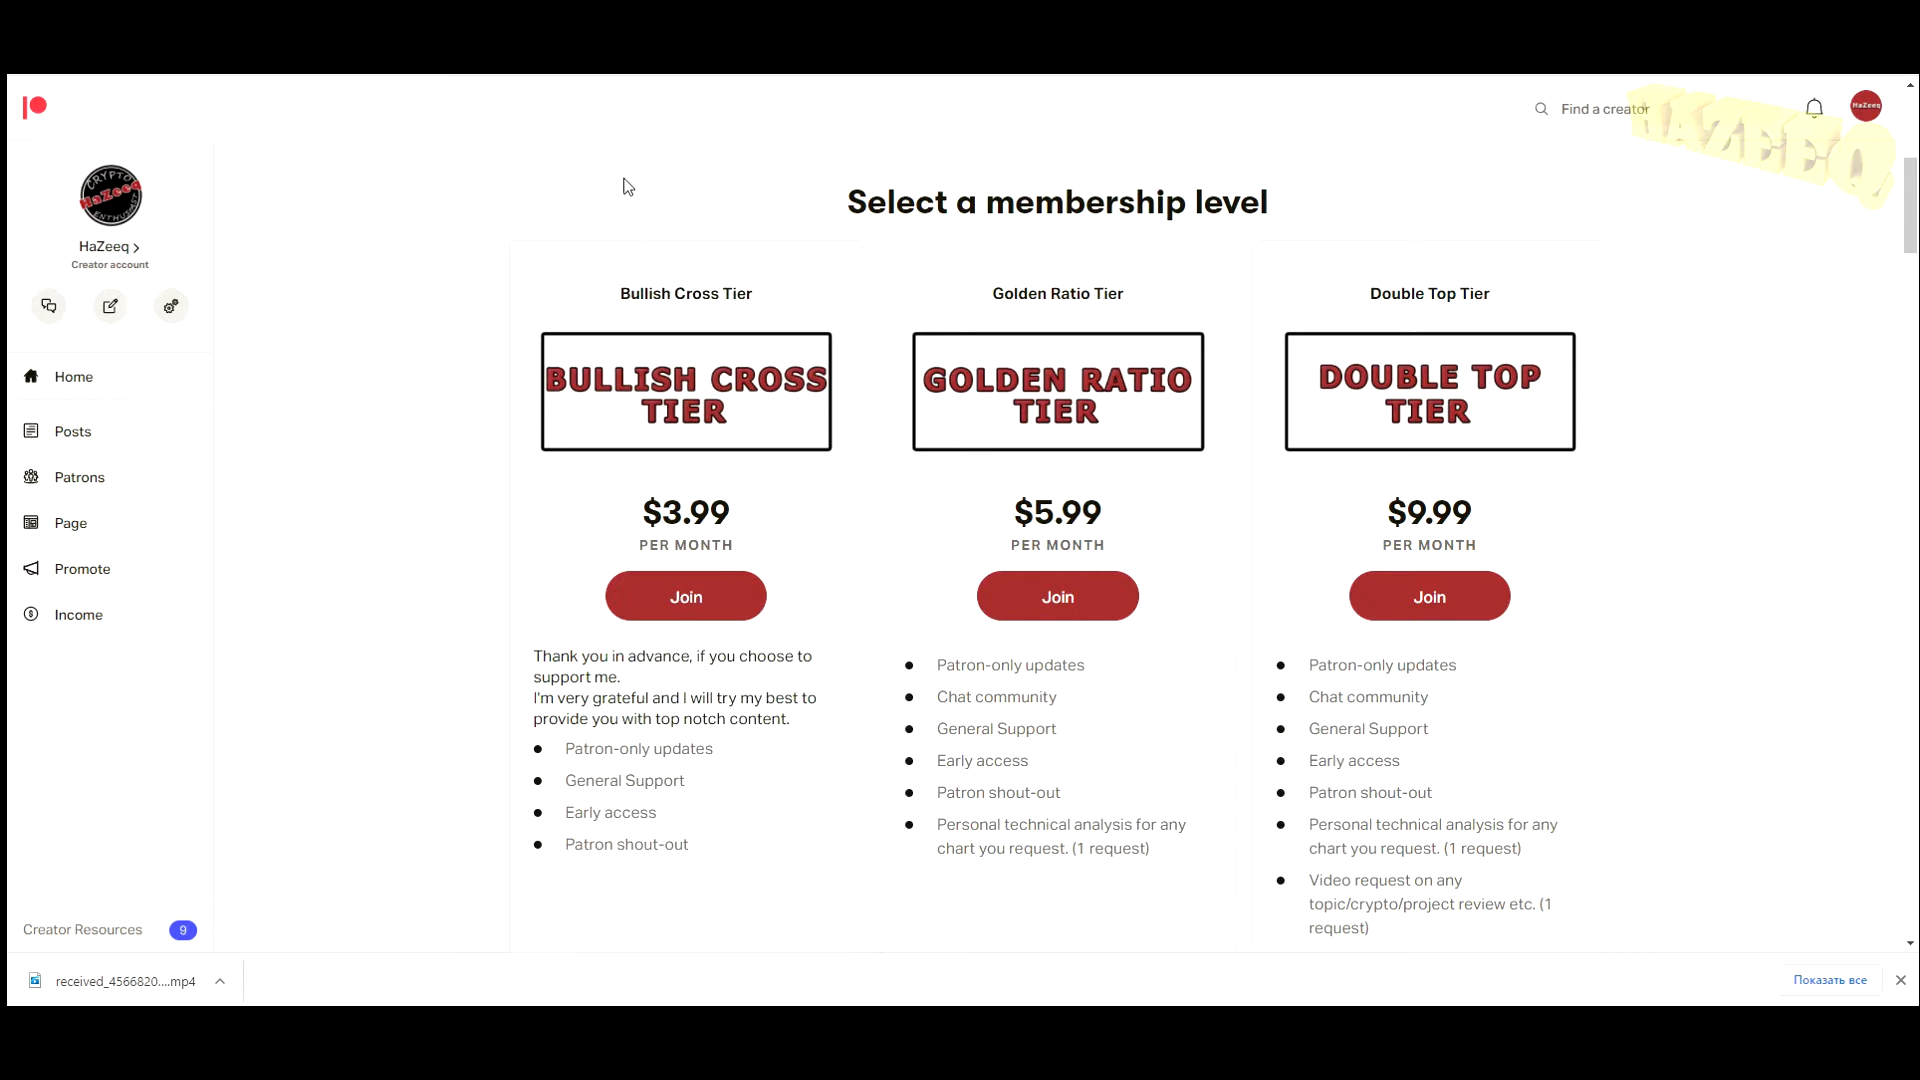 Find a creator
HaZeeq
HAZEEQ
CRYPTO
HaZeeq
ENTHUSIAST
HaZeeq
Creator account
Home
Posts
Patrons
Page
Promote
Income
Creator Resources
9
Select a membership level
Bullish Cross Tier
BULLISH CROSS
TIER
$3.99
PER MONTH
Join
Thank you in advance, if you choose to
support me.
I'm very grateful and I will try my best to
provide you with top notch content.
Patron-only updates
General Support
Early access
Patron shout-out
Golden Ratio Tier
GOLDEN RATIO
TIER
$5.99
PER MONTH
Join
Patron-only updates
Chat community
General Support
Early access
Patron shout-out
Personal technical analysis for any
chart you request. (1 request)
Double Top Tier
DOUBLE TOP
TIER
$9.99
PER MONTH
Join
Patron-only updates
Chat community
General Support
Early access
Patron shout-out
Personal technical analysis for any
chart you request. (1 request)
Video request on any
topic/crypto/project review etc. (1
request)
received_4566820....mp4
Показать все